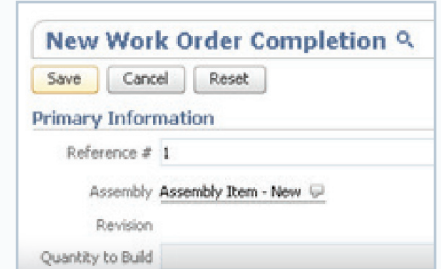 New Work Order Completion
Save Cancel Reset
Primary Information
Reference # 1
Assembly Assembly Item - New
Revision
Quantity to Build